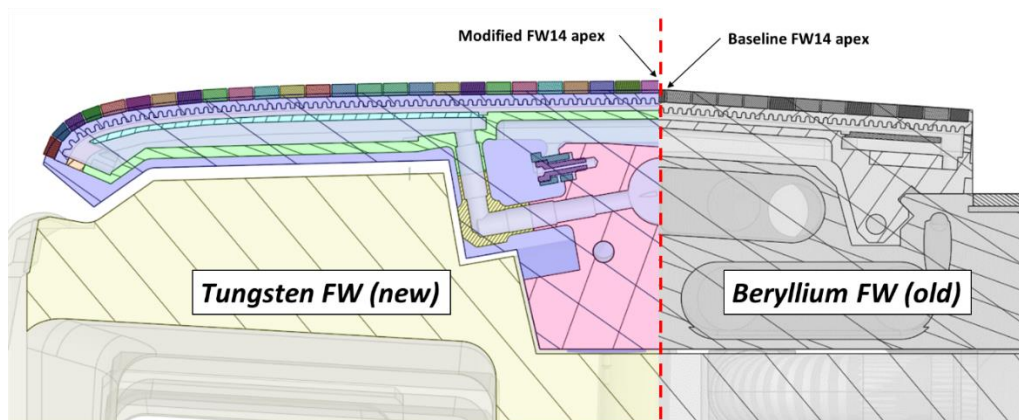 Modified FW14 apex
Baseline FW14 apex
Tungsten FW (new)
Beryllium FW (old)